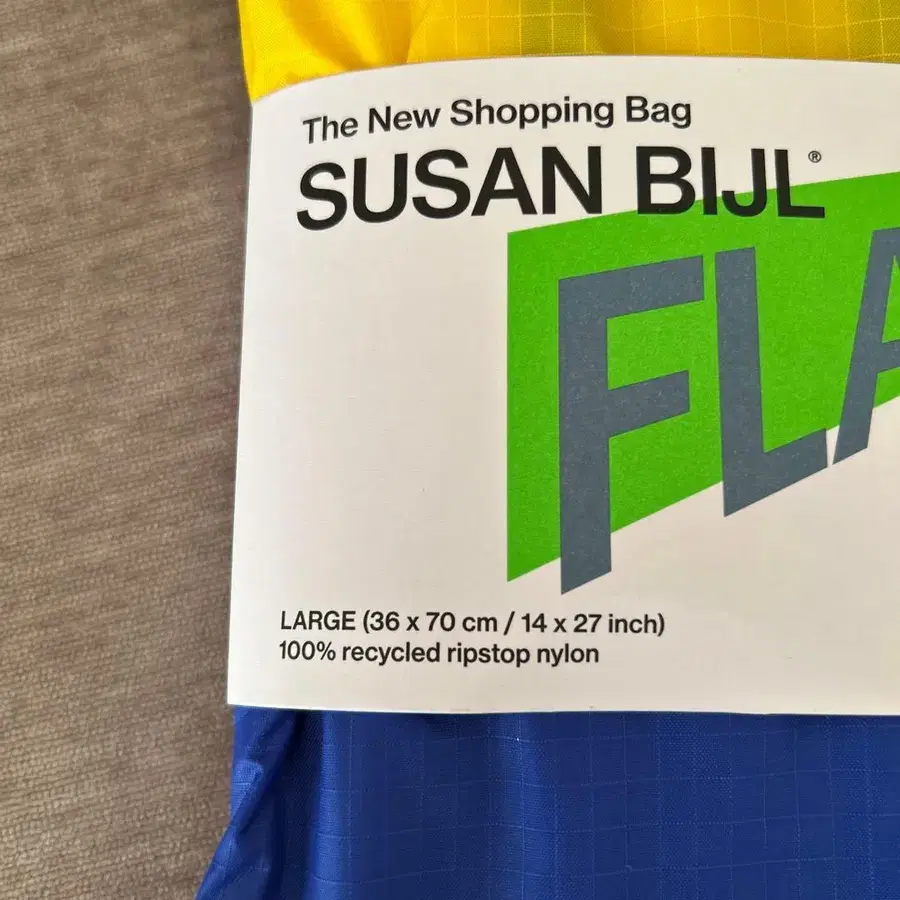 The New Shopping Bag
SUSAN BIJL®
FLA
LARGE (36 x 70 cm / 14 x 27 inch)
100% recycled ripstop nylon